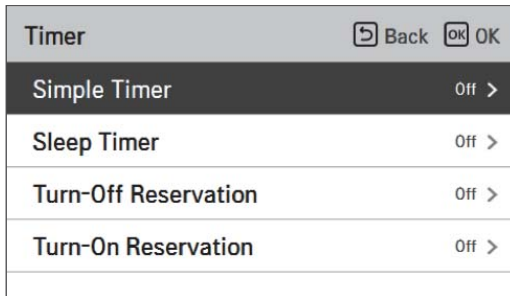 Timer Back OK OK
Simple Timer Off >
Sleep Timer Off >
Turn-Off Reservation Off >
Turn-On Reservation Off >